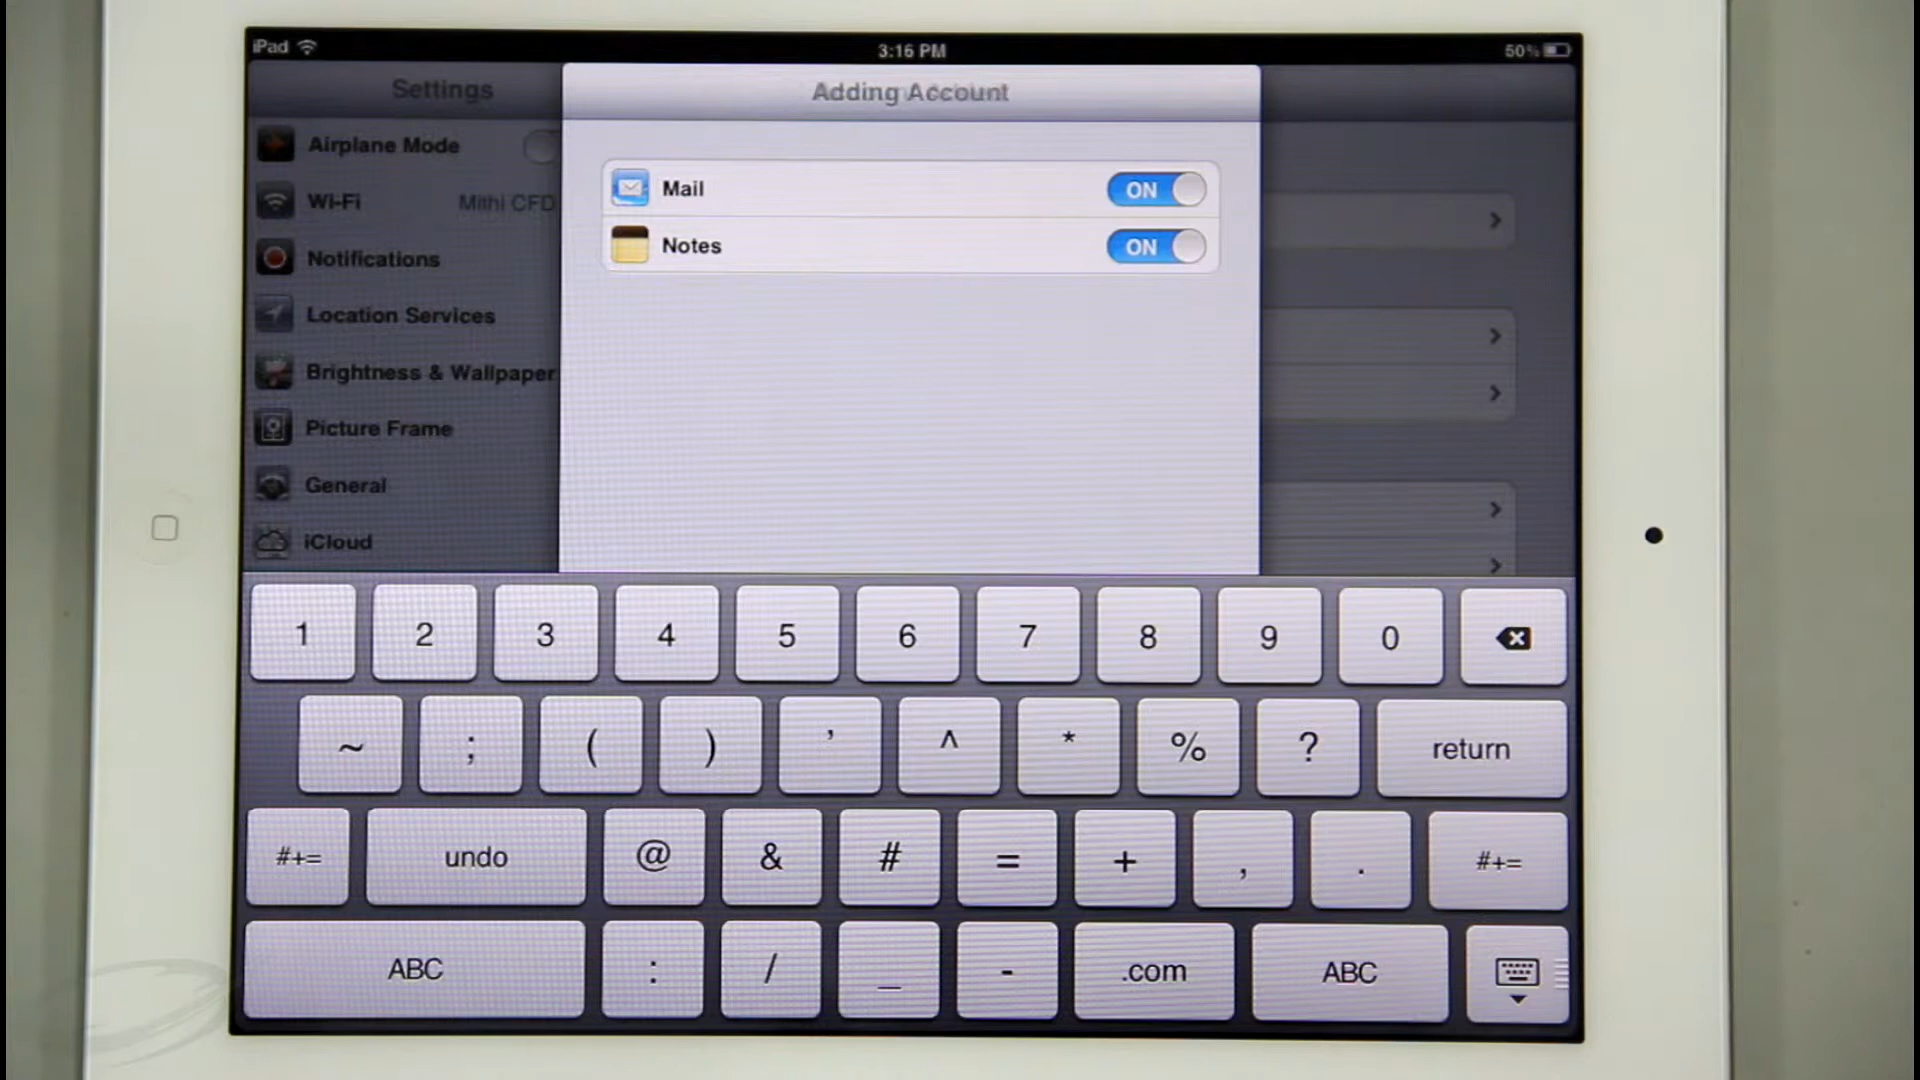 iPad
3:16 PM
50%
Settings
Adding Account
Airplane Mode
Wi-Fi
Mithi CFD
Notifications
Location Services
Brightness & Wallpaper
Picture Frame
General
iCloud
Mail
ON
Notes
ON
1 2 3 4 5 6 7 8 9 0
~ ; ( ) ' ^ * % ? return
#+= undo @ & # = + , . #+=
ABC : / _ - .com ABC